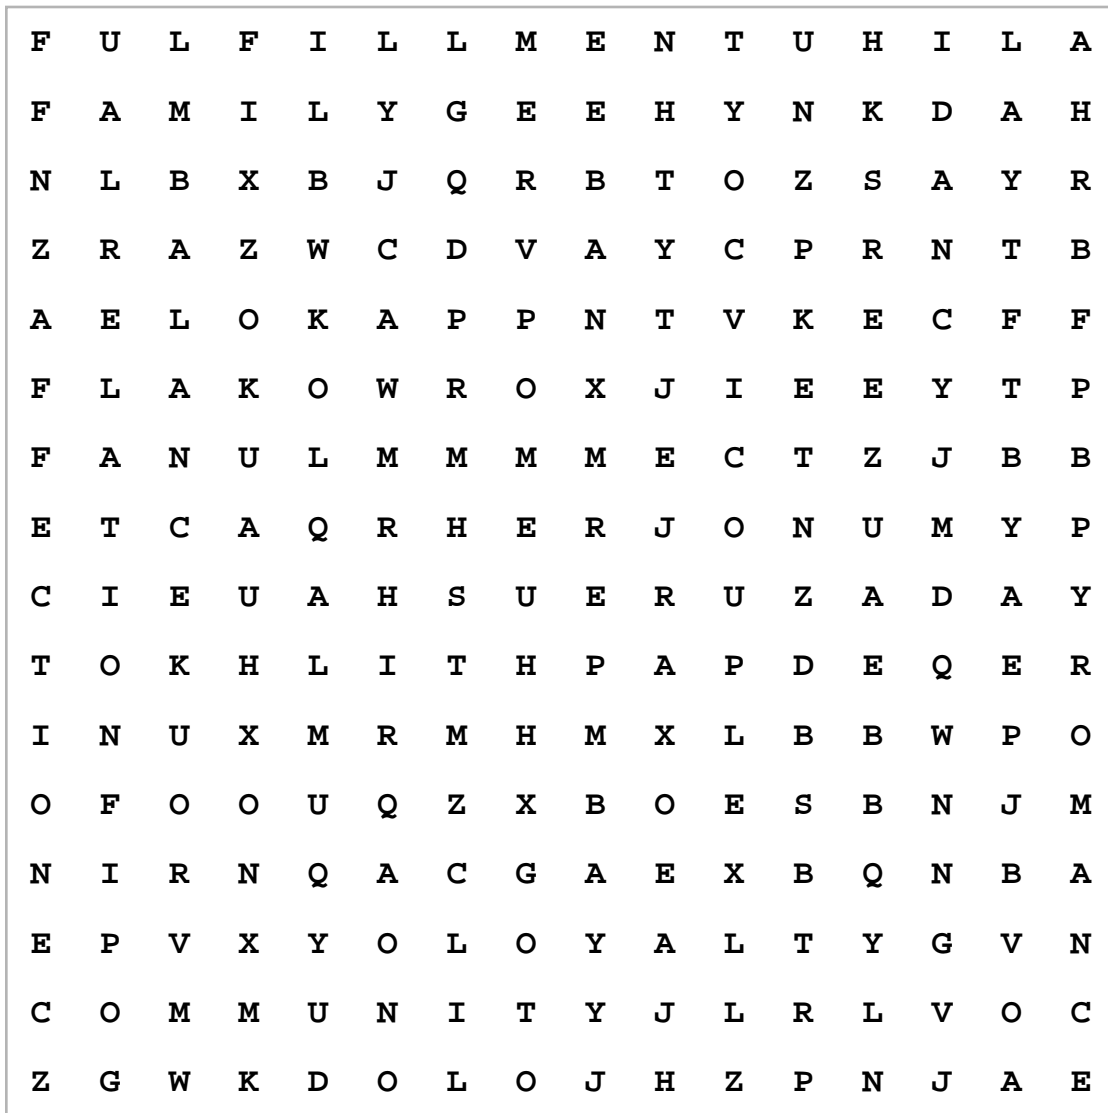 F U L F I L L M E N T U H I L A
F A M I L Y G E E H Y N K D A H
N L B X B J Q R B T O Z S A Y R
Z R A Z W C D V A Y C P R N T B
A E L O K A P P N T V K E C F F
F L A K O W R O X J I E E Y T P
F A N U L M M M M E C T Z J B B
E T C A Q R H E R J O N U M Y P
C I E U A H S U E R U Z A D A Y
T O K H L I T H P A P D E Q E R
I N U X M R M H M X L B B W P O
O F O O U Q Z X B O E S B N J M
N I R N Q A C G A E X B Q N B A
E P V X Y O L O Y A L T Y G V N
C O M M U N I T Y J L R L V O C
Z G W K D O L O J H Z P N J A E